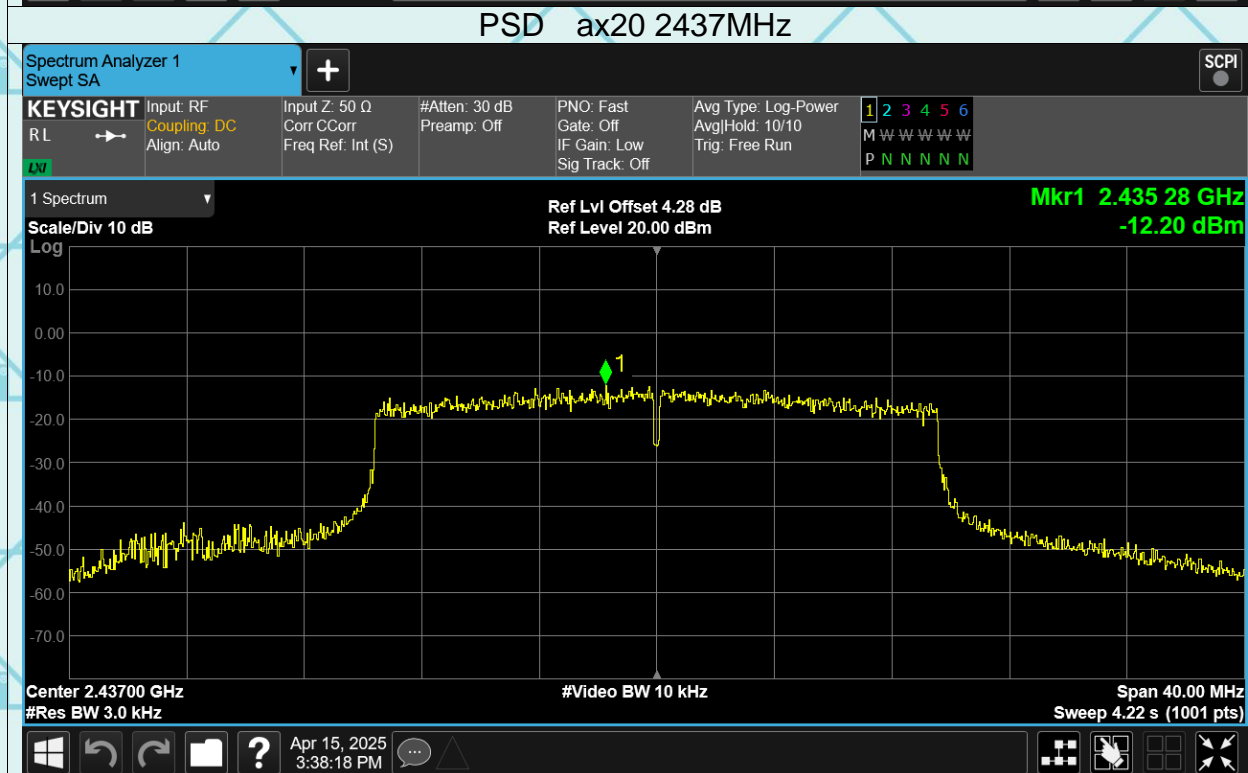 PSD ax20 2437MHz
Spectrum Analyzer 1
Swept SA
+
SCPI
KEYSIGHT
RL
LXI
Input: RF
Coupling: DC
Align: Auto
Input Z: 50 Ω
Corr CCorr
Freq Ref: Int (S)
#Atten: 30 dB
Preamp: Off
PNO: Fast
Gate: Off
IF Gain: Low
Sig Track: Off
Avg Type: Log-Power
Avg|Hold: 10/10
Trig: Free Run
1 2 3 4 5 6
M W W W W W
P N N N N N
1 Spectrum
Scale/Div 10 dB
Log
Ref Lvl Offset 4.28 dB
Ref Level 20.00 dBm
Mkr1 2.435 28 GHz
-12.20 dBm
10.0
0.00
-10.0
-20.0
-30.0
-40.0
-50.0
-60.0
-70.0
1
Center 2.43700 GHz
#Res BW 3.0 kHz
#Video BW 10 kHz
Span 40.00 MHz
Sweep 4.22 s (1001 pts)
?
Apr 15, 2025
3:38:18 PM